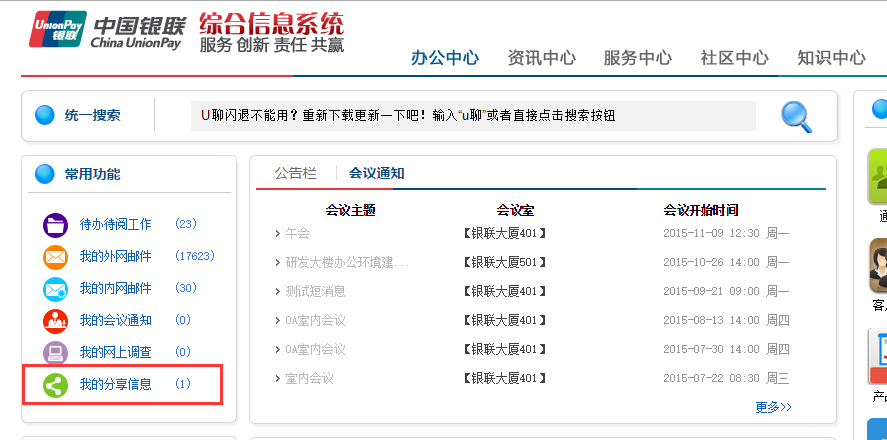 UnionPay 银联 中国银联 China UnionPay 综合信息系统
服务 创新 责任 共赢
办公中心 资讯中心 服务中心 社区中心 知识中心
统一搜索 U聊闪退不能用？重新下载更新一下吧！输入“u聊”或者直接点击搜索按钮
常用功能
待办待阅工作 (23)
我的外网邮件 (17623)
我的内网邮件 (30)
我的会议通知 (0)
我的网上调查 (0)
我的分享信息 (1)
公告栏 会议通知
会议主题 会议室 会议开始时间
午会 【银联大厦401】 2015-11-09 12:30 周一
研发大楼办公环境建... 【银联大厦501】 2015-10-26 14:00 周一
测试短消息 【银联大厦401】 2015-09-21 09:00 周一
OA室内会议 【银联大厦401】 2015-08-13 14:00 周四
OA室内会议 【银联大厦401】 2015-07-30 14:00 周四
室内会议 【银联大厦401】 2015-07-22 08:30 周三
更多>>